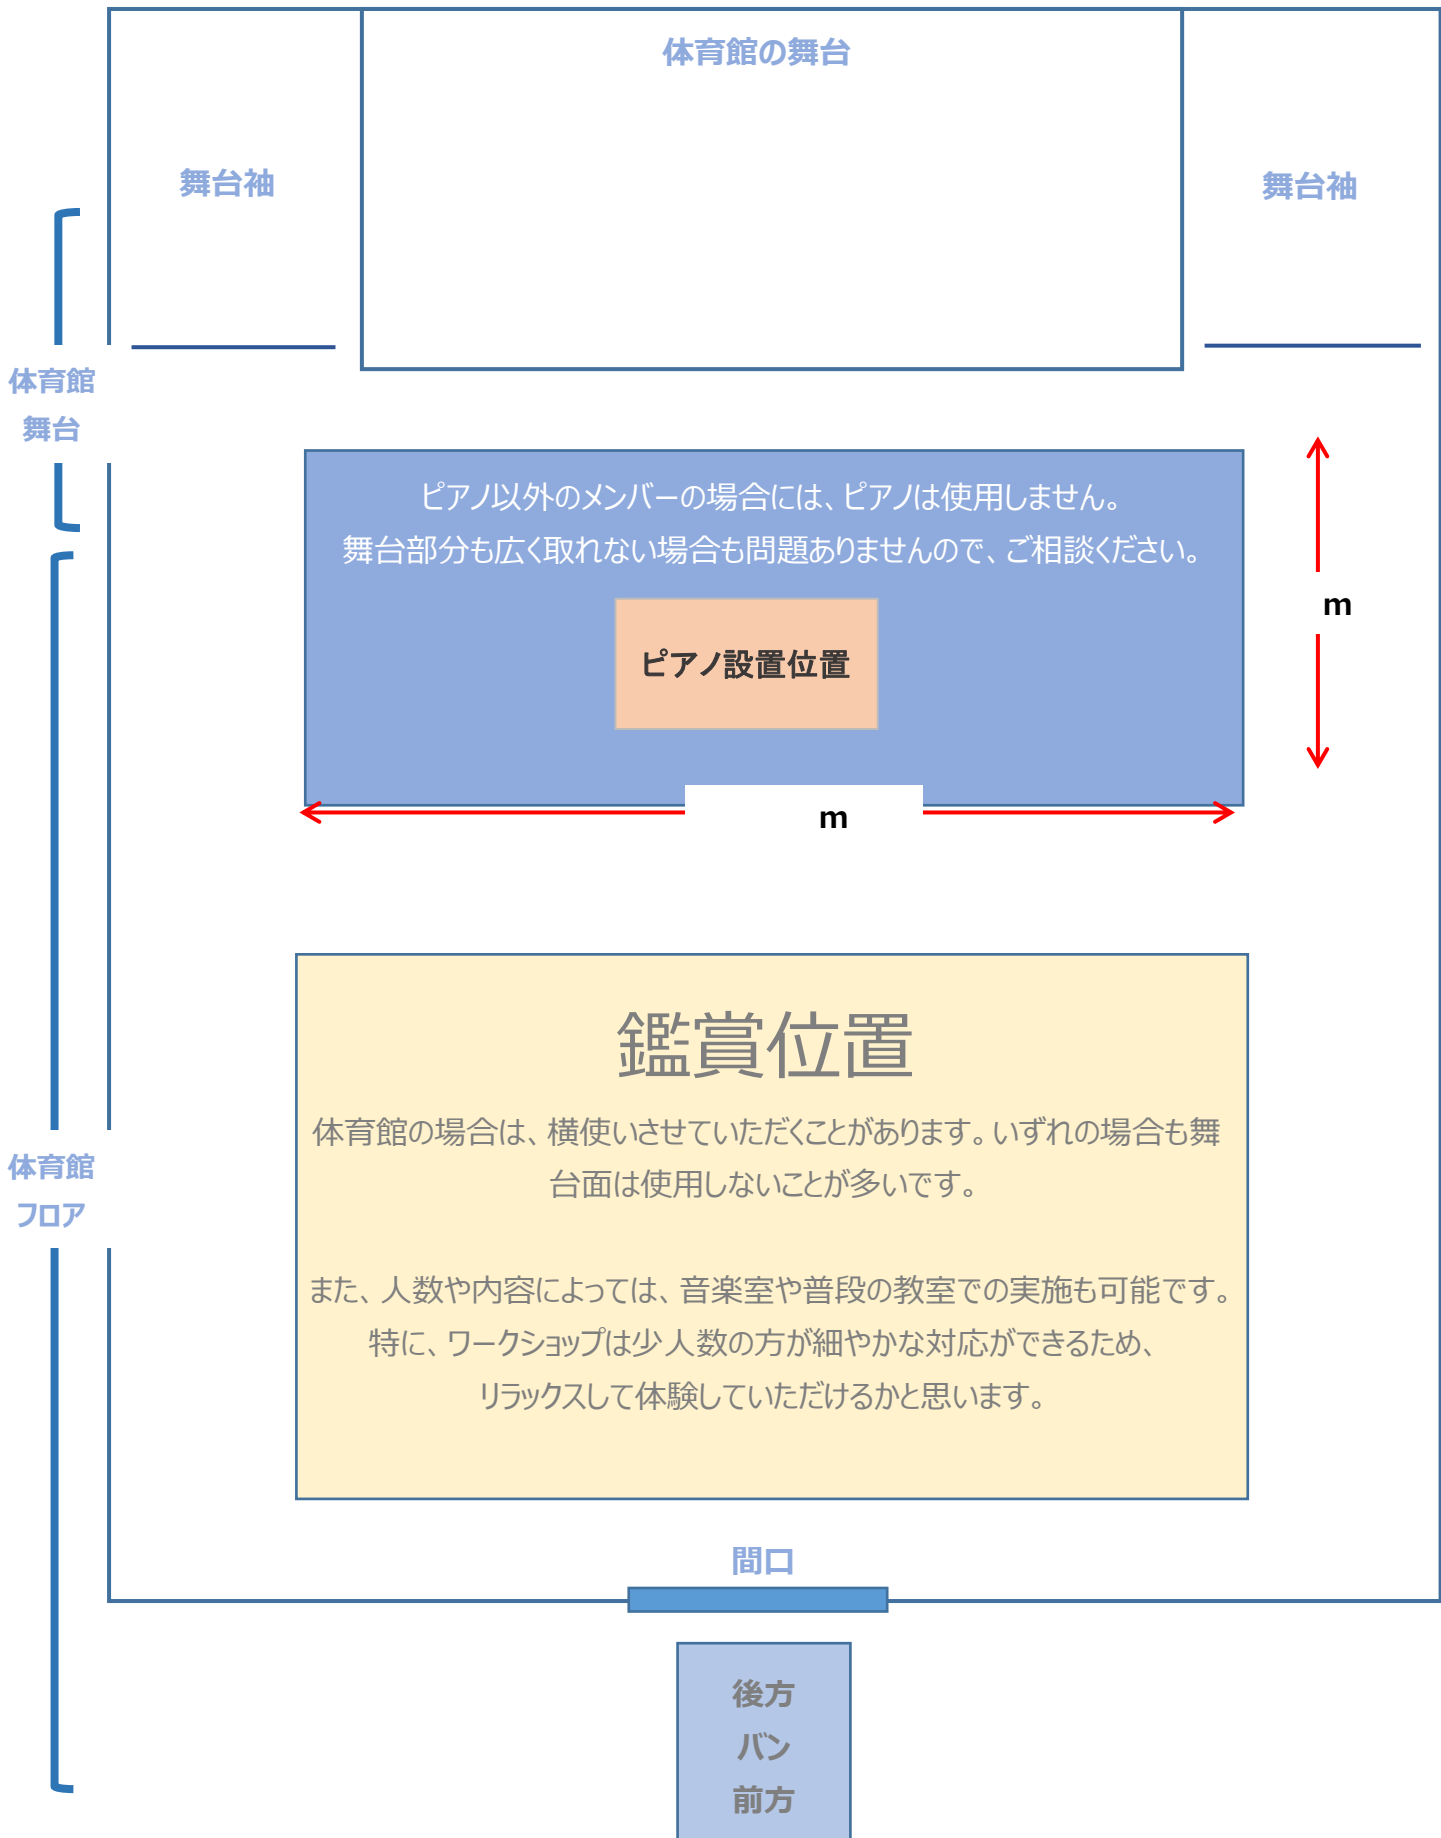 体育館の舞台
舞台袖
舞台袖
体育館
舞台
ピアノ以外のメンバーの場合には、ピアノは使用しません。
舞台部分も広く取れない場合も問題ありませんので、ご相談ください。
ピアノ設置位置
m
m
鑑賞位置
体育館の場合は、横使いさせていただくことがあります。いずれの場合も舞
台面は使用しないことが多いです。
また、人数や内容によっては、音楽室や普段の教室での実施も可能です。
特に、ワークショップは少人数の方が細やかな対応ができるため、
リラックスして体験していただけるかと思います。
体育館
フロア
間口
後方
バン
前方